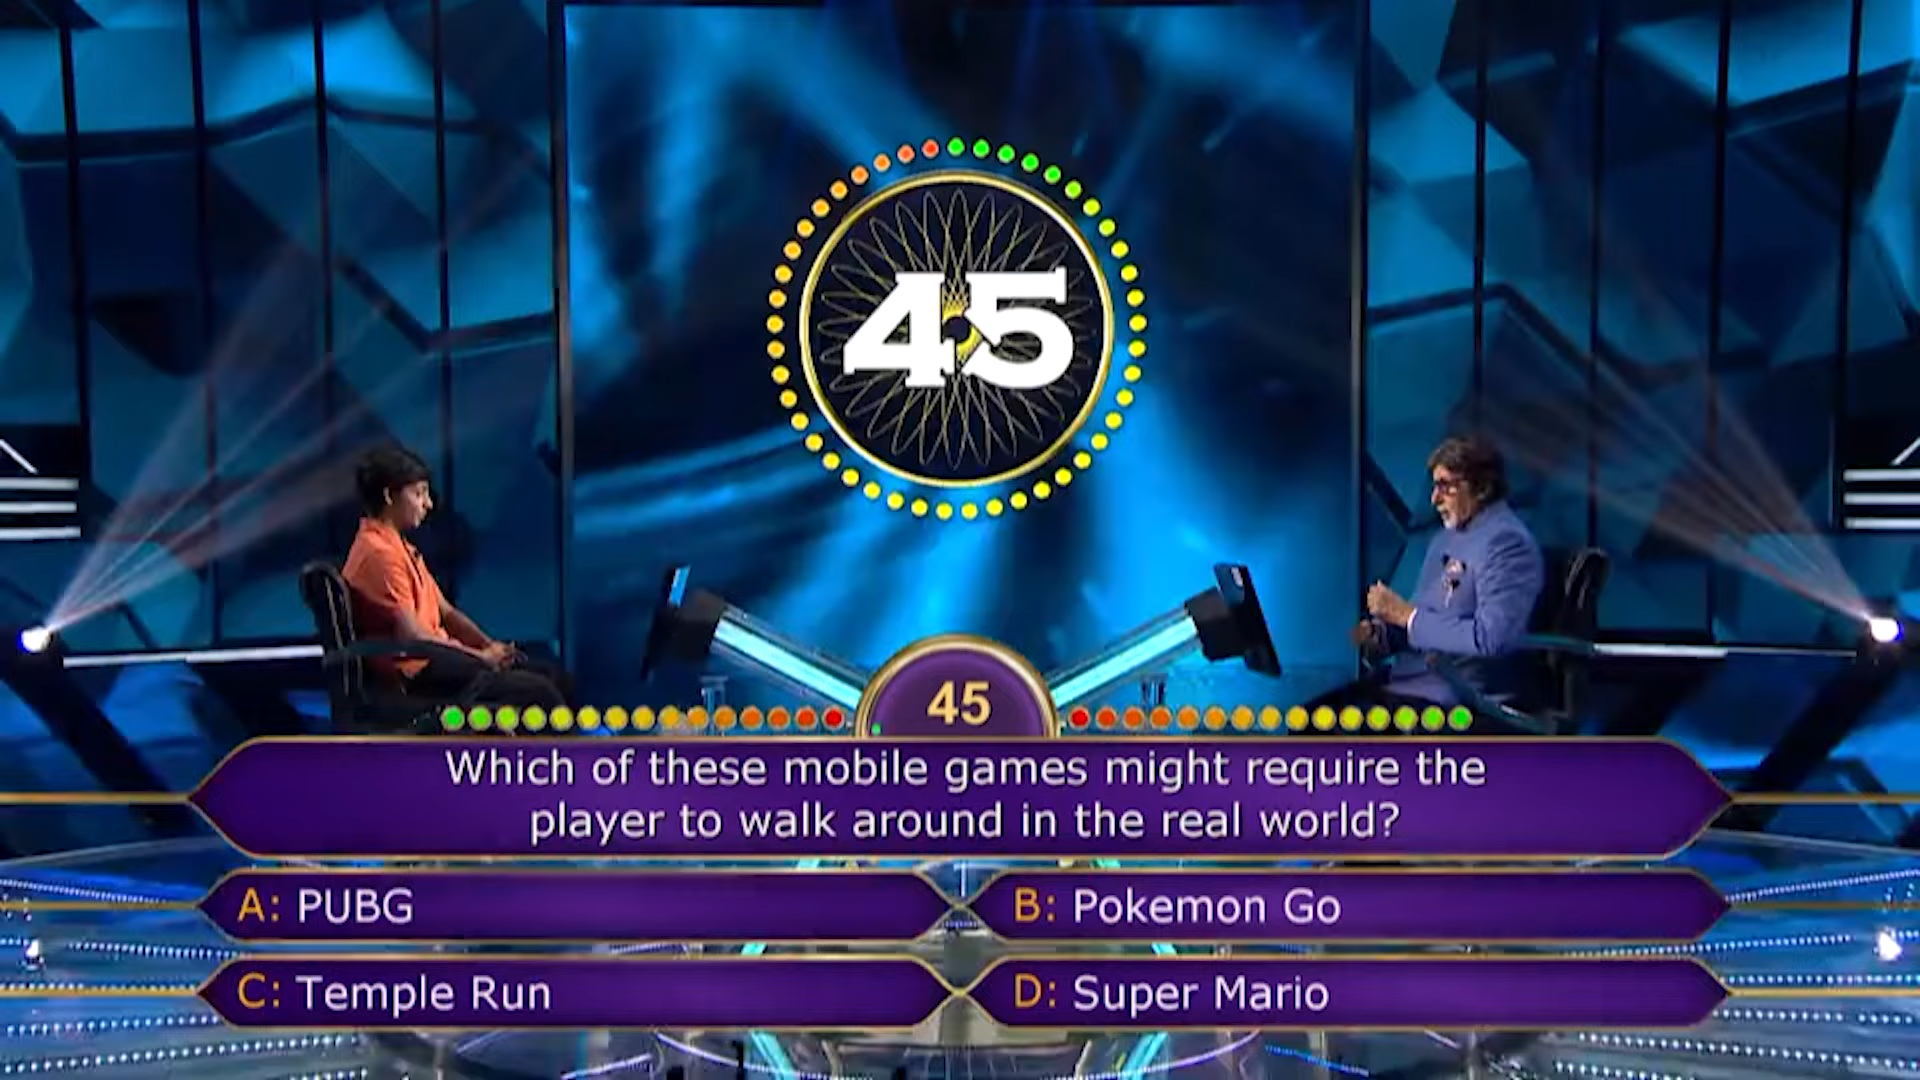 45
45
Which of these mobile games might require the
player to walk around in the real world?
A: PUBG
B: Pokemon Go
C: Temple Run
D: Super Mario